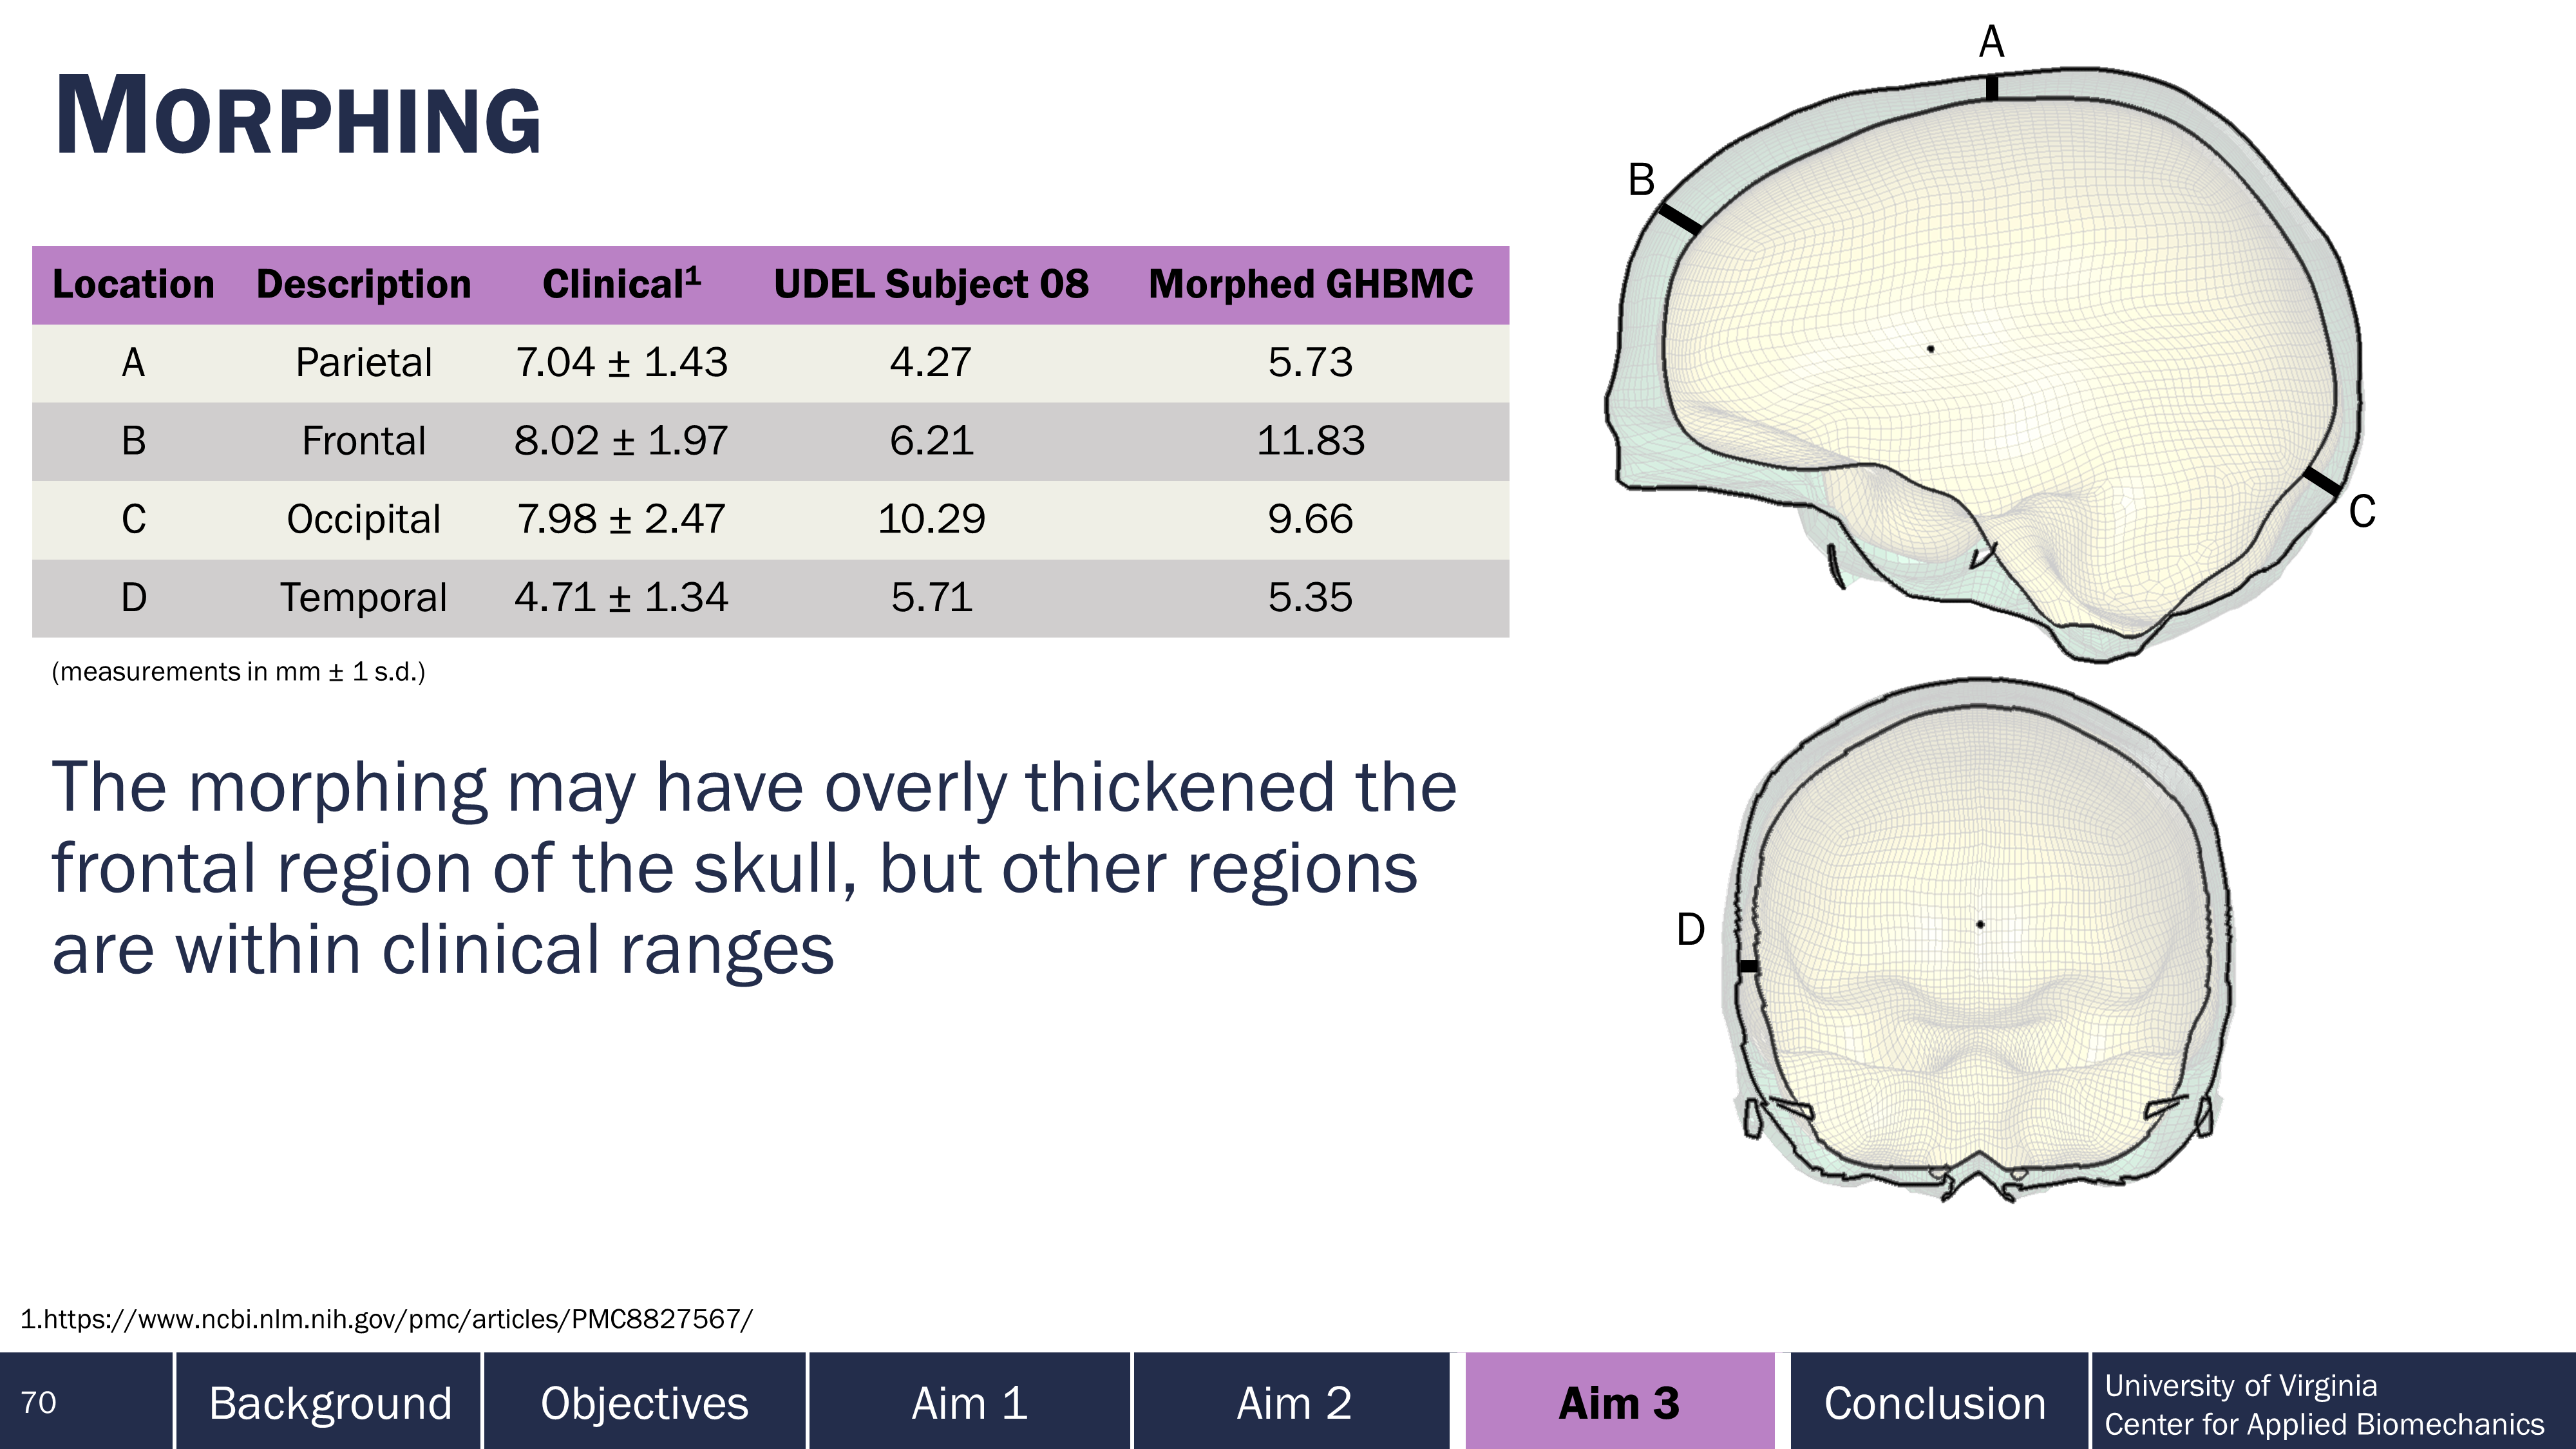 MORPHING
Location Description Clinical¹ UDEL Subject 08 Morphed GHBMC
A Parietal 7.04 ± 1.43 4.27 5.73
B Frontal 8.02 ± 1.97 6.21 11.83
C Occipital 7.98 ± 2.47 10.29 9.66
D Temporal 4.71 ± 1.34 5.71 5.35
(measurements in mm ± 1 s.d.)
The morphing may have overly thickened the
frontal region of the skull, but other regions
are within clinical ranges
A
B
C
D
1.https://www.ncbi.nlm.nih.gov/pmc/articles/PMC8827567/
70 Background Objectives Aim 1 Aim 2 Aim 3 Conclusion
University of Virginia
Center for Applied Biomechanics